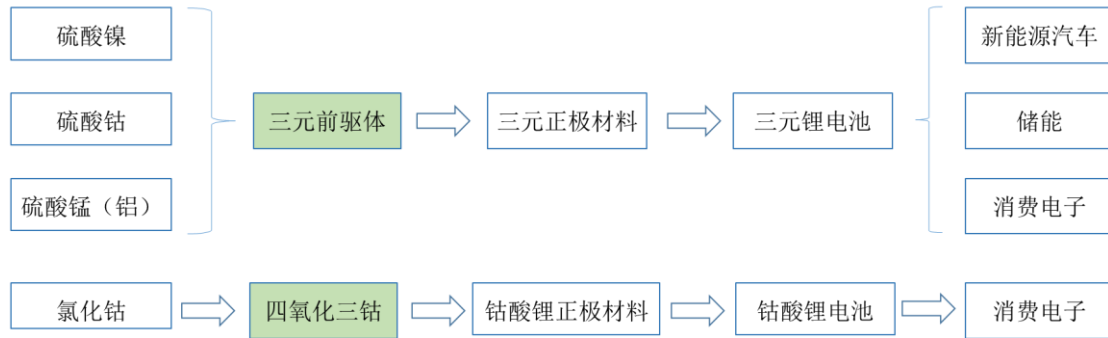 硫酸镍
硫酸钴
硫酸锰（铝）
三元前驱体
三元正极材料
三元锂电池
新能源汽车
储能
消费电子
氯化钴
四氧化三钴
钴酸锂正极材料
钴酸锂电池
消费电子